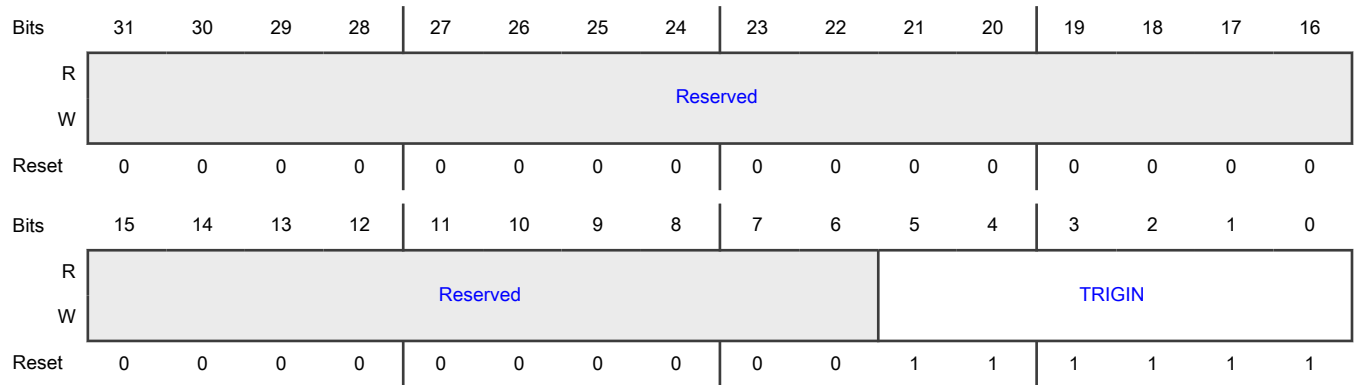 Bits 31 30 29 28 27 26 25 24 23 22 21 20 19 18 17 16
R
Reserved
W
Reset 0 0 0 0 0 0 0 0 0 0 0 0 0 0 0 0
Bits 15 14 13 12 11 10 9 8 7 6 5 4 3 2 1 0
R
Reserved TRIGIN
W
Reset 0 0 0 0 0 0 0 0 0 0 1 1 1 1 1 1